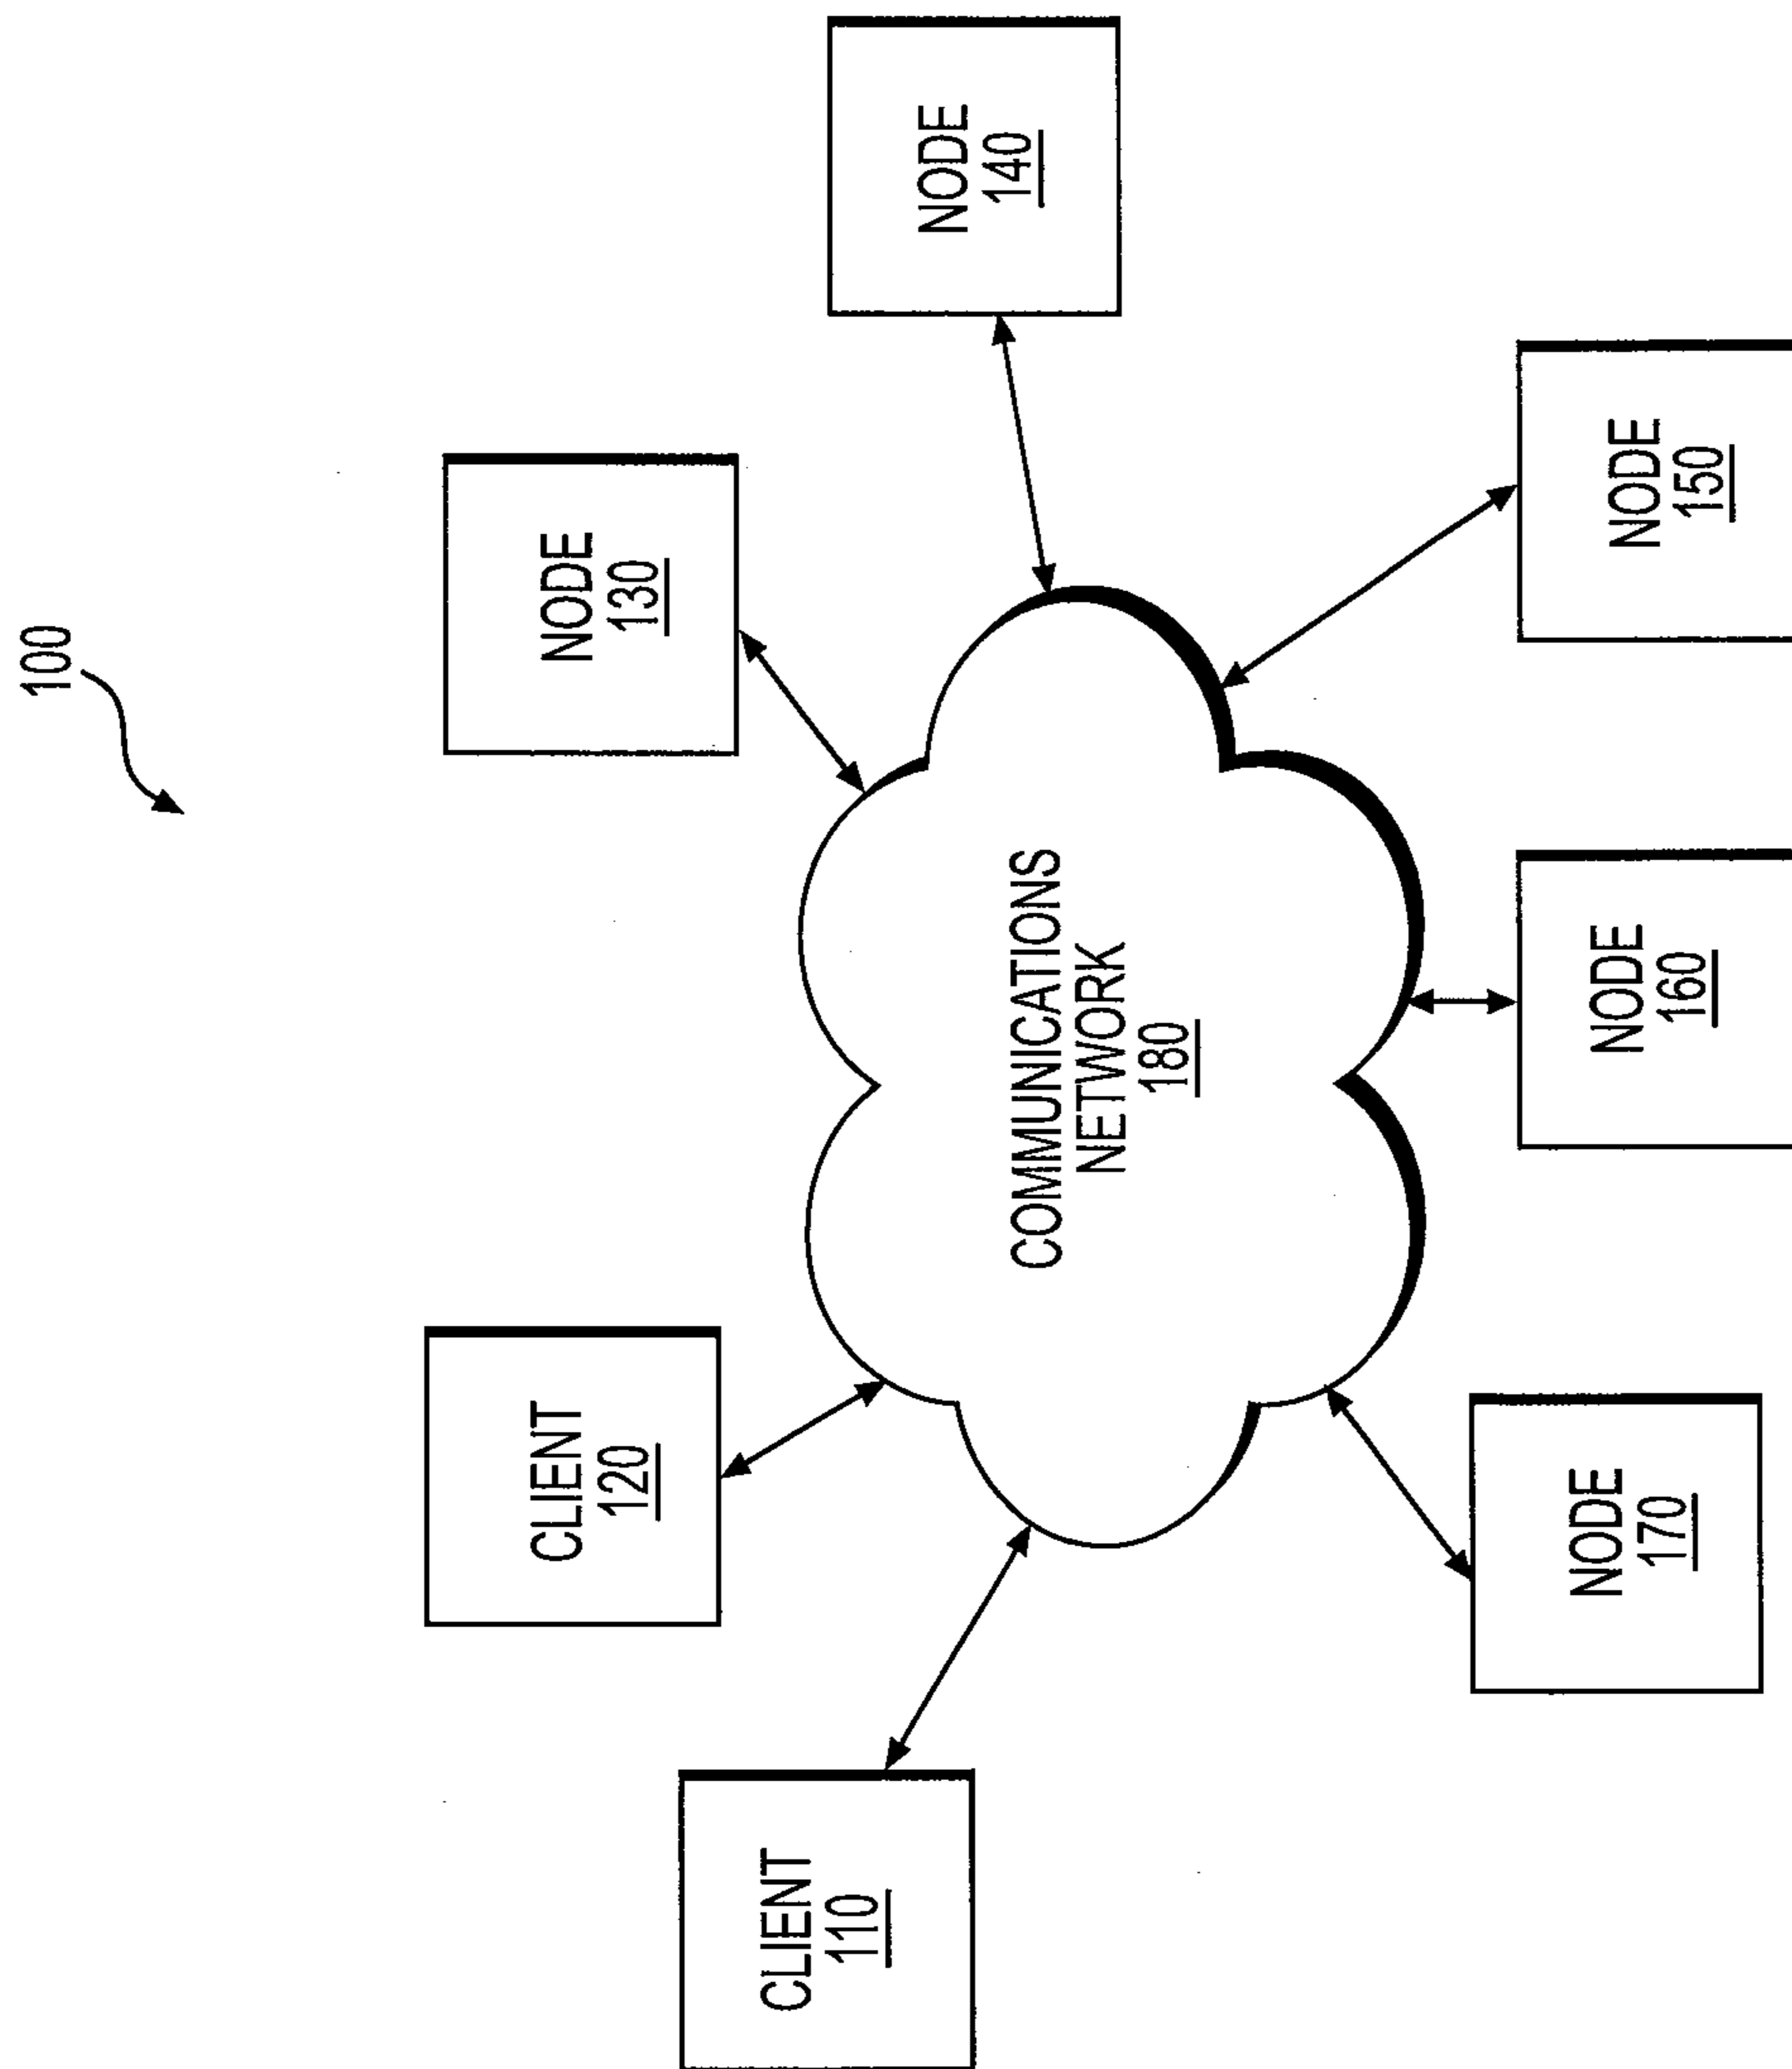 100
CLIENT
110
CLIENT
120
NODE
130
NODE
140
COMMUNICATIONS
NETWORK
180
NODE
150
NODE
160
NODE
170